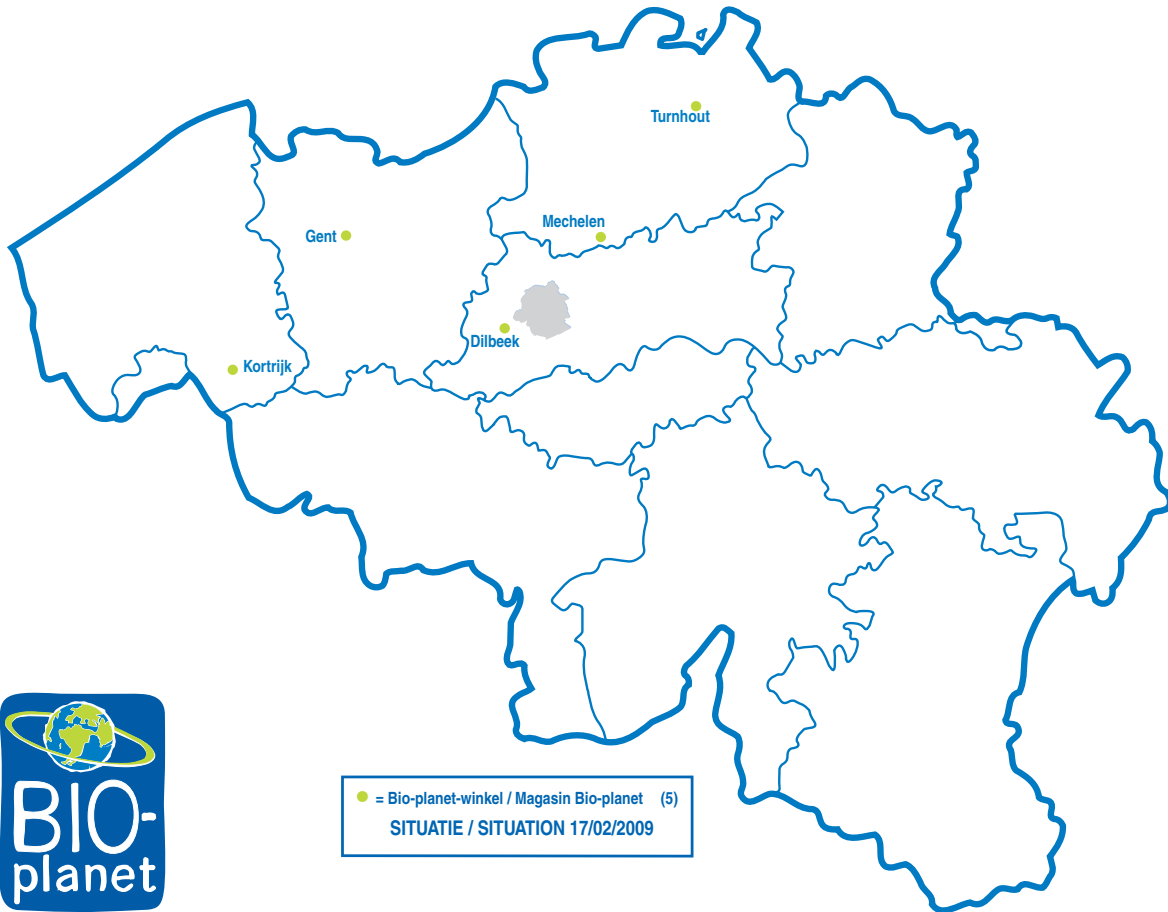 Turnhout
Mechelen
Gent
Dilbeek
Kortrijk
BIO-
planet
= Bio-planet-winkel / Magasin Bio-planet (5)
SITUATIE / SITUATION 17/02/2009